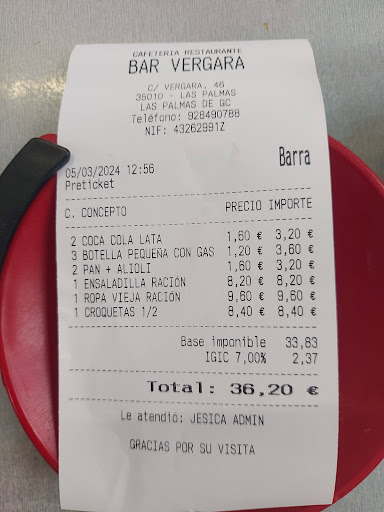 CAFETERIA RESTAURANTE
BAR VERGARA
C/ VERGARA, 46
35010 - LAS PALMAS
LAS PALMAS DE GC
Teléfono: 928490788
NIF: 43262991Z
Barra
05/03/2024 12:56
Preticket
C. CONCEPTO PRECIO IMPORTE
2 COCA COLA LATA 1,60 € 3,20 €
3 BOTELLA PEQUEÑA CON GAS 1,20 € 3,60 €
2 PAN + ALIOLI 1,60 € 3,20 €
1 ENSALADILLA RACIÓN 8,20 € 8,20 €
1 ROPA VIEJA RACIÓN 9,60 € 9,60 €
1 CROQUETAS 1/2 8,40 € 8,40 €
Base imponible 33,83
IGIC 7,00% 2,37
Total: 36,20 €
Le atendió: JESICA ADMIN
GRACIAS POR SU VISITA